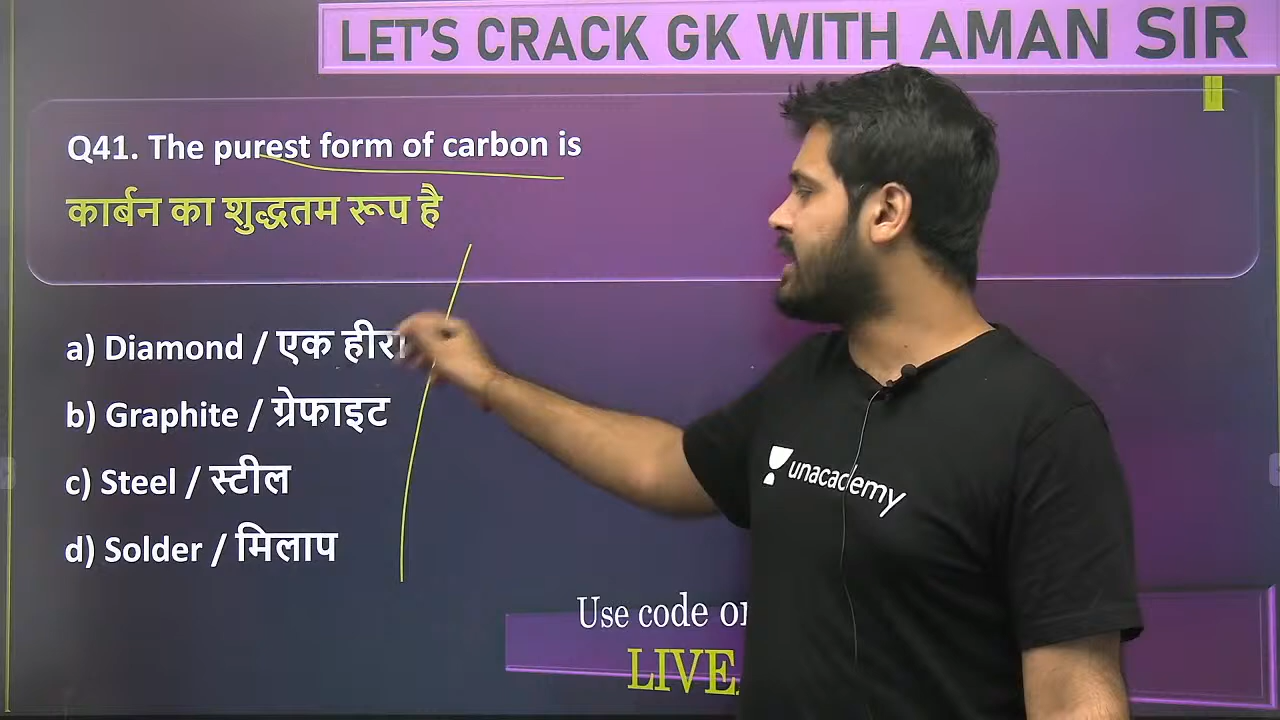 LET'S CRACK GK WITH AMAN SIR
Q41. The purest form of carbon is
कार्बन का शुद्धतम रूप है
a) Diamond / एक हीरा
b) Graphite / ग्रेफाइट
c) Steel / स्टील
d) Solder / मिलाप
unacademy
Use code
LIVE